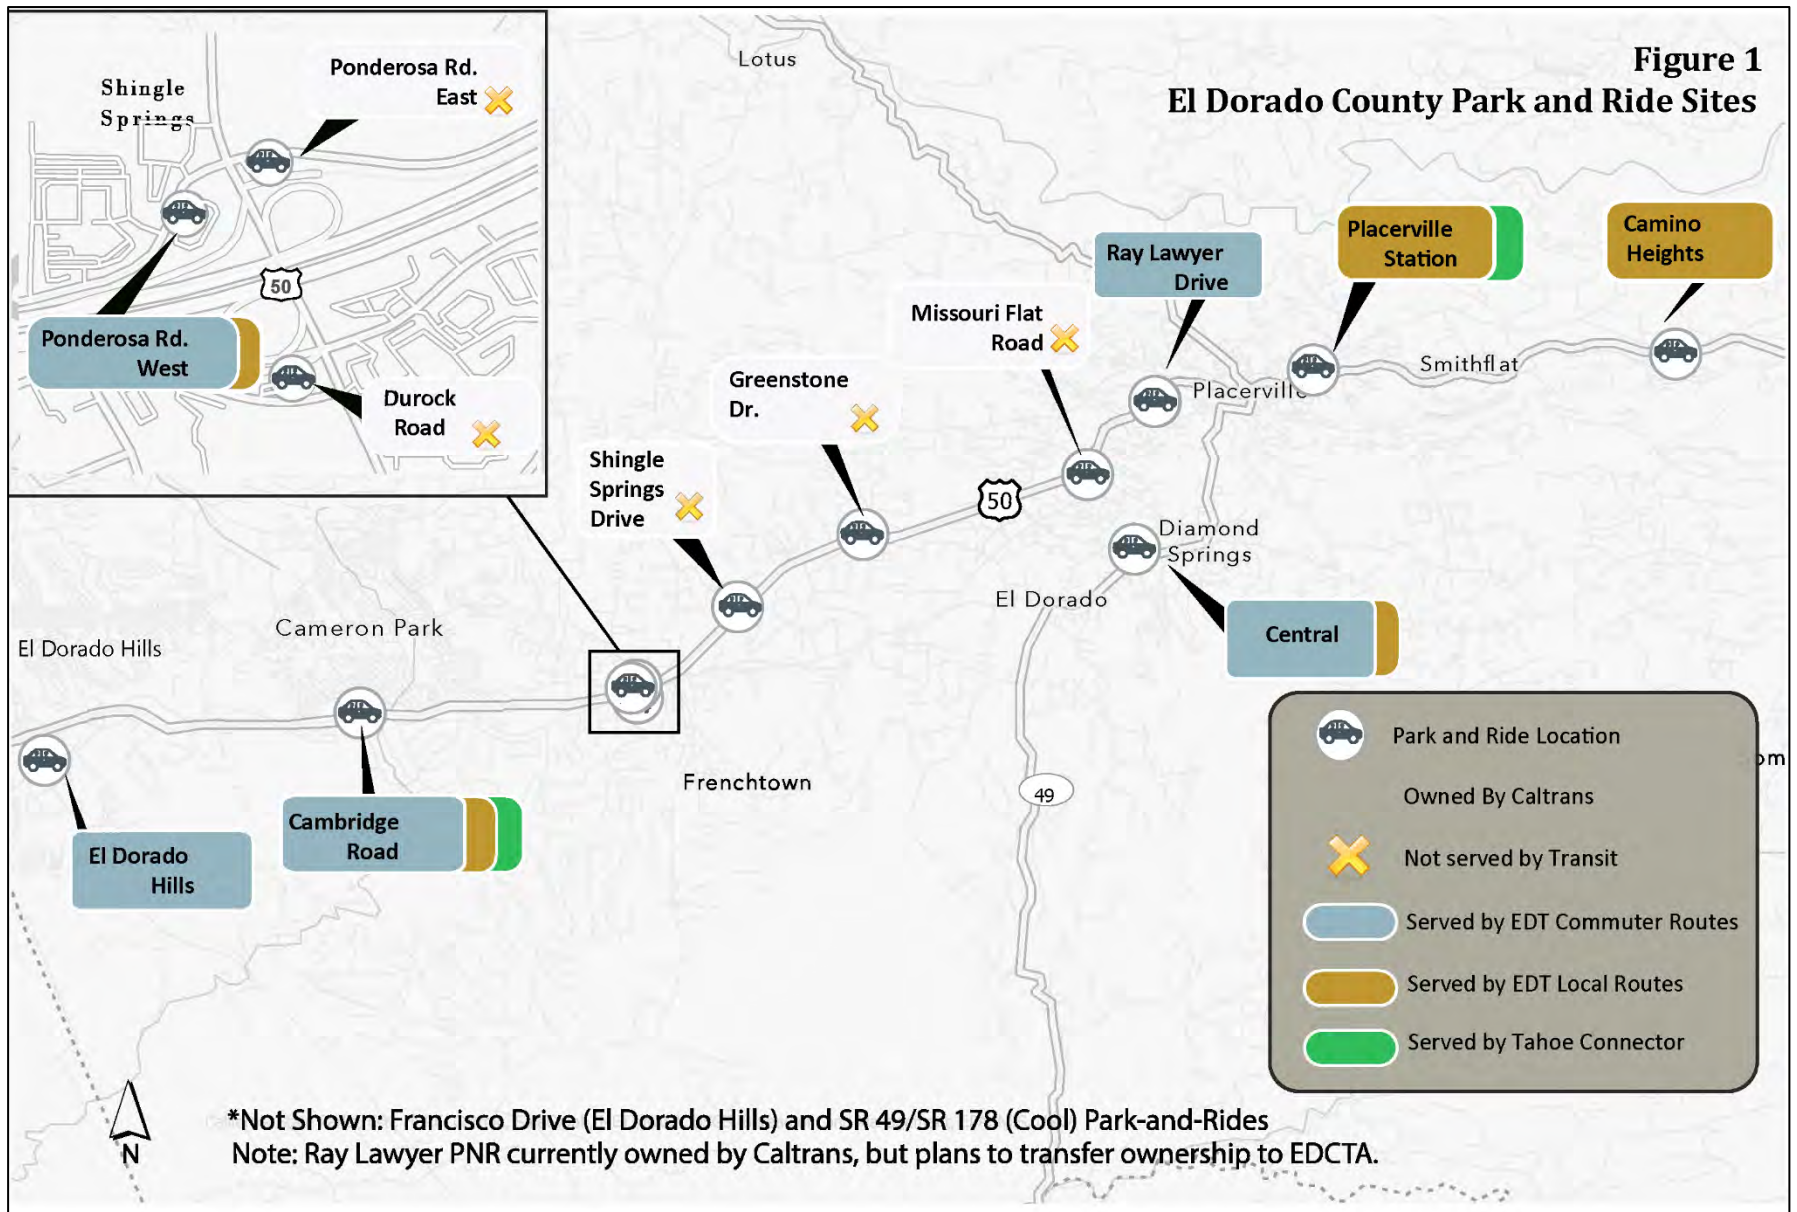 Figure 1
El Dorado County Park and Ride Sites
Lotus
Shingle
Springs
Ponderosa Rd.
East
50
Ponderosa Rd.
West
Durock
Road
Ray Lawyer
Drive
Placerville
Station
Camino
Heights
Missouri Flat
Road
Greenstone
Dr.
Shingle
Springs
Drive
Smithflat
Placerville
50
Diamond
Springs
El Dorado
Central
Cameron Park
El Dorado Hills
Cambridge
Road
El Dorado
Hills
Frenchtown
49
Park and Ride Location
om
Owned By Caltrans
Not served by Transit
Served by EDT Commuter Routes
Served by EDT Local Routes
Served by Tahoe Connector
N
*Not Shown: Francisco Drive (El Dorado Hills) and SR 49/SR 178 (Cool) Park-and-Rides
Note: Ray Lawyer PNR currently owned by Caltrans, but plans to transfer ownership to EDCTA.